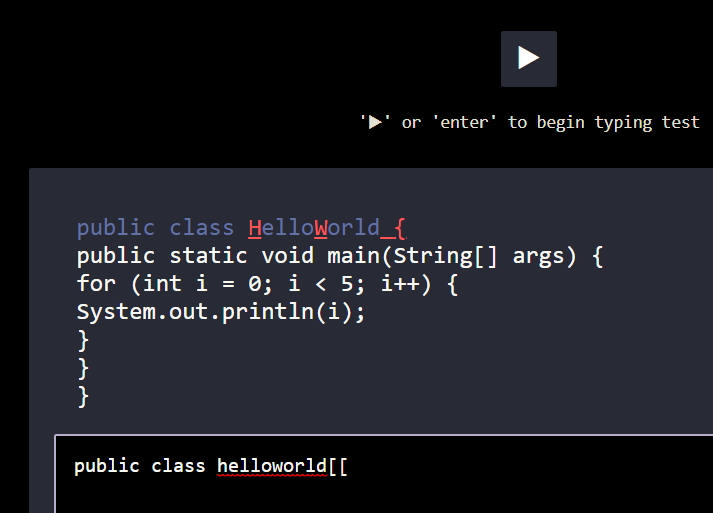 '▶' or 'enter' to begin typing test
public class HelloWorld {
public static void main(String[] args) {
for (int i = 0; i < 5; i++) {
System.out.println(i);
}
}
}
public class helloworld[[